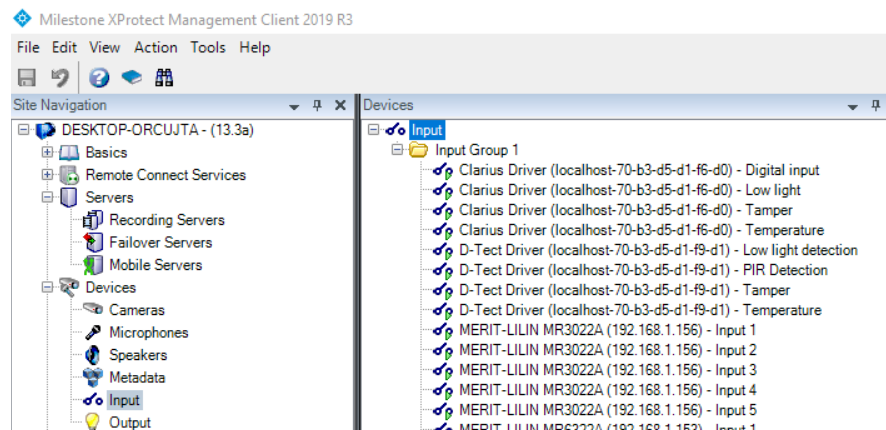 Milestone XProtect Management Client 2019 R3
File Edit View Action Tools Help
Site Navigation
DESKTOP-ORCUJTA - (13.3a)
Basics
Remote Connect Services
Servers
Recording Servers
Failover Servers
Mobile Servers
Devices
Cameras
Microphones
Speakers
Metadata
Input
Output
Devices
Input
Input Group 1
Clarius Driver (localhost-70-b3-d5-d1-f6-d0) - Digital input
Clarius Driver (localhost-70-b3-d5-d1-f6-d0) - Low light
Clarius Driver (localhost-70-b3-d5-d1-f6-d0) - Tamper
Clarius Driver (localhost-70-b3-d5-d1-f6-d0) - Temperature
D-Tect Driver (localhost-70-b3-d5-d1-f9-d1) - Low light detection
D-Tect Driver (localhost-70-b3-d5-d1-f9-d1) - PIR Detection
D-Tect Driver (localhost-70-b3-d5-d1-f9-d1) - Tamper
D-Tect Driver (localhost-70-b3-d5-d1-f9-d1) - Temperature
MERIT-LILIN MR3022A (192.168.1.156) - Input 1
MERIT-LILIN MR3022A (192.168.1.156) - Input 2
MERIT-LILIN MR3022A (192.168.1.156) - Input 3
MERIT-LILIN MR3022A (192.168.1.156) - Input 4
MERIT-LILIN MR3022A (192.168.1.156) - Input 5
MERIT-LILIN MR6322A (192.168.1.153) - Input 1